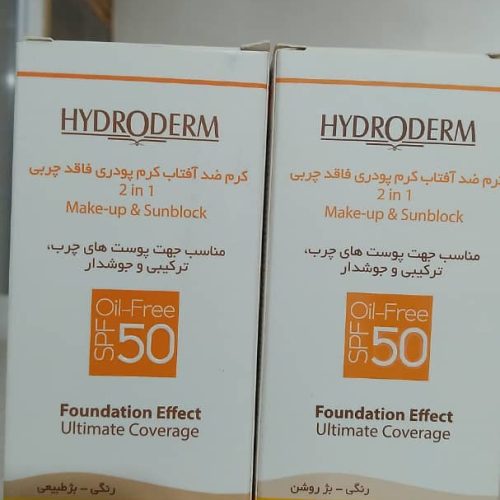 HYDRODERM
کرم ضد آفتاب کرم پودری فاقد چربی
2 in 1
Make-up & Sunblock
مناسب جهت پوست های چرب،
ترکیبی و جوشدار
Oil-Free
SPF 50
Foundation Effect
Ultimate Coverage
رنگی - بژ طبیعی
HYDRODERM
کرم ضد آفتاب کرم پودری فاقد چربی
2 in 1
Make-up & Sunblock
مناسب جهت پوست های چرب،
ترکیبی و جوشدار
Oil-Free
SPF 50
Foundation Effect
Ultimate Coverage
رنگی - بژ روشن